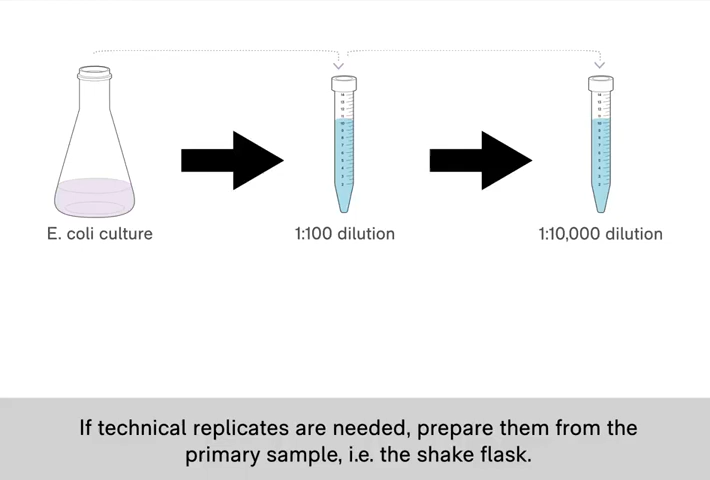 E. coli culture
1:100 dilution
1:10,000 dilution
If technical replicates are needed, prepare them from the
primary sample, i.e. the shake flask.